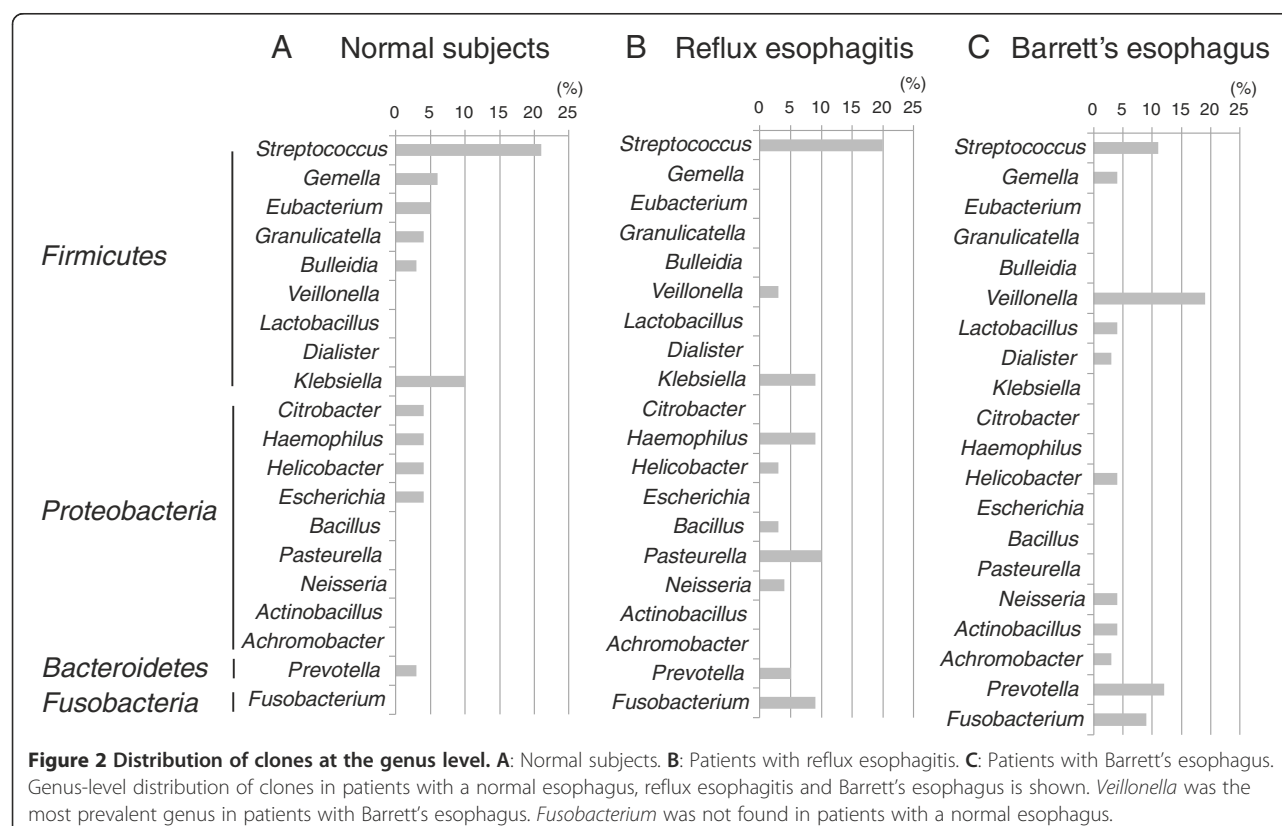 A Normal subjects
(%)
0 5 10 15 20 25
Streptococcus
Gemella
Eubacterium
Granulicatella
Bulleidia
Veillonella
Lactobacillus
Dialister
Klebsiella
Citrobacter
Haemophilus
Helicobacter
Escherichia
Bacillus
Pasteurella
Neisseria
Actinobacillus
Achromobacter
Prevotella
Fusobacterium
Firmicutes
Proteobacteria
Bacteroidetes
Fusobacteria
B Reflux esophagitis
(%)
0 5 10 15 20 25
Streptococcus
Gemella
Eubacterium
Granulicatella
Bulleidia
Veillonella
Lactobacillus
Dialister
Klebsiella
Citrobacter
Haemophilus
Helicobacter
Escherichia
Bacillus
Pasteurella
Neisseria
Actinobacillus
Achromobacter
Prevotella
Fusobacterium
C Barrett's esophagus
(%)
0 5 10 15 20 25
Streptococcus
Gemella
Eubacterium
Granulicatella
Bulleidia
Veillonella
Lactobacillus
Dialister
Klebsiella
Citrobacter
Haemophilus
Helicobacter
Escherichia
Bacillus
Pasteurella
Neisseria
Actinobacillus
Achromobacter
Prevotella
Fusobacterium
Figure 2 Distribution of clones at the genus level. A: Normal subjects. B: Patients with reflux esophagitis. C: Patients with Barrett's esophagus.
Genus-level distribution of clones in patients with a normal esophagus, reflux esophagitis and Barrett's esophagus is shown. Veillonella was the
most prevalent genus in patients with Barrett's esophagus. Fusobacterium was not found in patients with a normal esophagus.